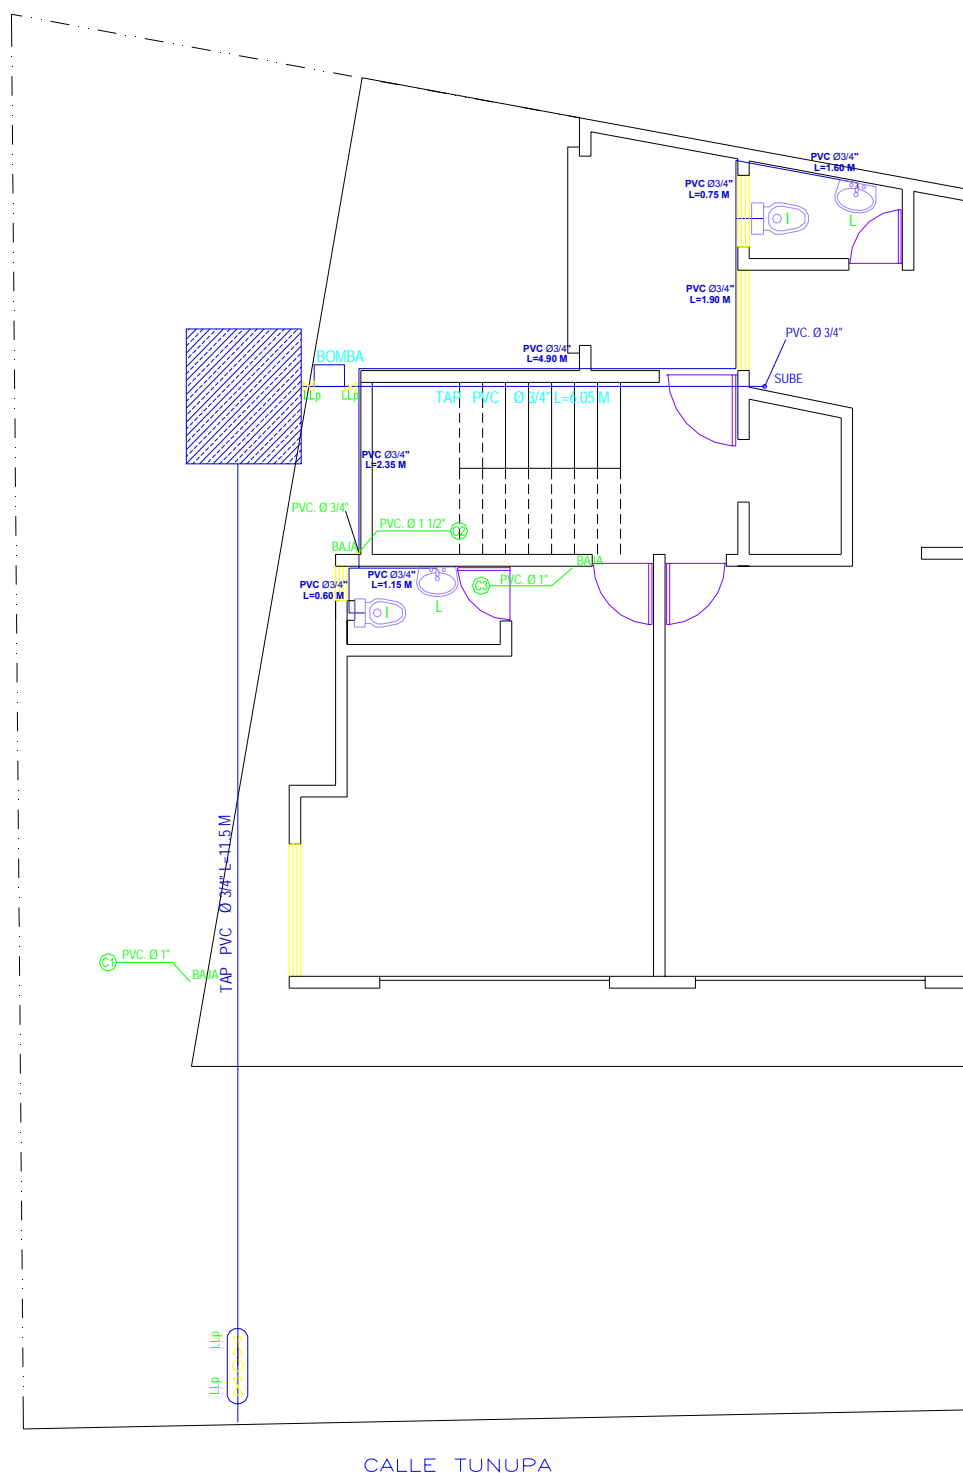 PVC Ø3/4"
L=1.60 M
PVC Ø3/4"
L=0.75 M
I
L
PVC Ø3/4"
L=1.90 M
PVC. Ø 3/4"
BOMBA
PVC Ø3/4"
L=4.90 M
SUBE
LLp
LLp
TAP PVC Ø 3/4" L=6.05 M
PVC Ø3/4"
L=2.35 M
PVC. Ø 3/4"
PVC. Ø 1 1/2"
C2
BAJA
BAJA
PVC Ø3/4"
L=0.60 M
PVC Ø3/4"
L=1.15 M
C3
PVC. Ø 1"
I
L
TAP PVC Ø 3/4" L=11.5 M
C1
PVC. Ø 1"
BAJA
LLp
LLp
CALLE TUNUPA